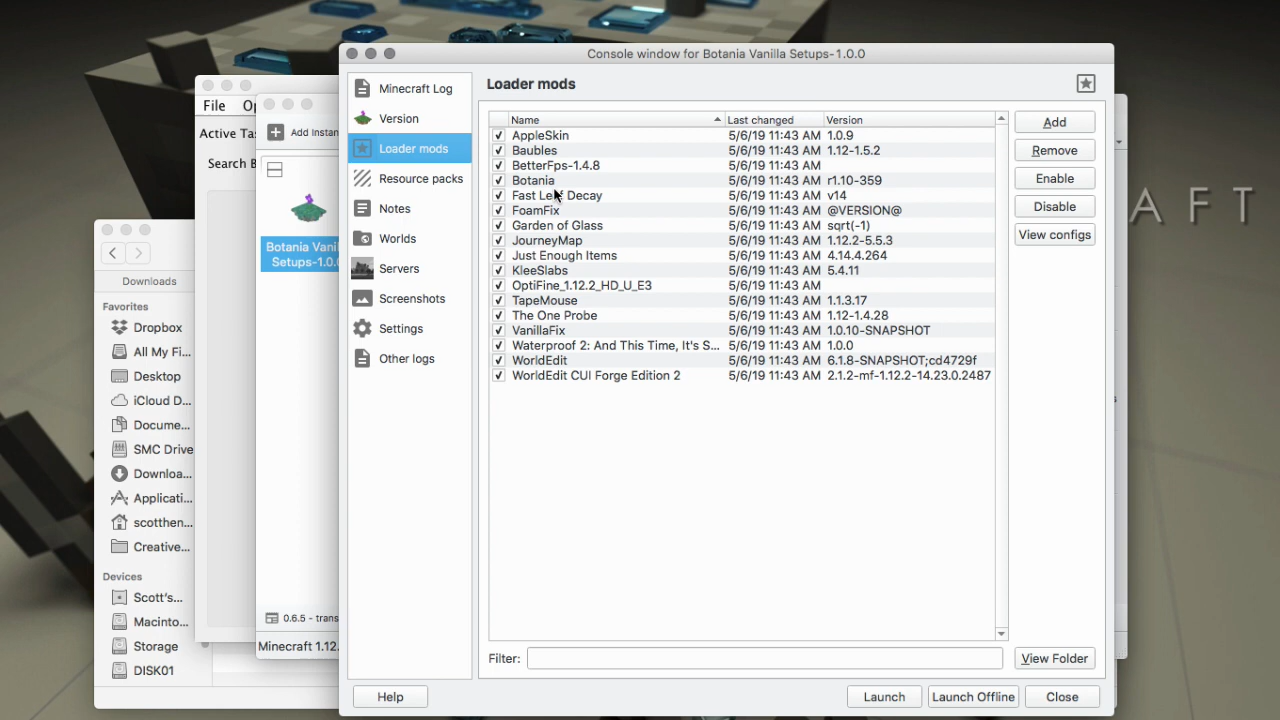 Console window for Botania Vanilla Setups-1.0.0
Minecraft Log
Version
Loader mods
Resource packs
Notes
Worlds
Servers
Screenshots
Settings
Other logs
Help
Loader mods
Name Last changed Version
AppleSkin 5/6/19 11:43 AM 1.0.9
Baubles 5/6/19 11:43 AM 1.12-1.5.2
BetterFps-1.4.8 5/6/19 11:43 AM
Botania 5/6/19 11:43 AM r1.10-359
Fast Leaf Decay 5/6/19 11:43 AM v14
FoamFix 5/6/19 11:43 AM @VERSION@
Garden of Glass 5/6/19 11:43 AM sqrt(-1)
JourneyMap 5/6/19 11:43 AM 1.12.2-5.5.3
Just Enough Items 5/6/19 11:43 AM 4.14.4.264
KleeSlabs 5/6/19 11:43 AM 5.4.11
OptiFine_1.12.2_HD_U_E3 5/6/19 11:43 AM
TapeMouse 5/6/19 11:43 AM 1.1.3.17
The One Probe 5/6/19 11:43 AM 1.12-1.4.28
VanillaFix 5/6/19 11:43 AM 1.0.10-SNAPSHOT
Waterproof 2: And This Time, It's S... 5/6/19 11:43 AM 1.0.0
WorldEdit 5/6/19 11:43 AM 6.1.8-SNAPSHOT;cd4729f
WorldEdit CUI Forge Edition 2 5/6/19 11:43 AM 2.1.2-mf-1.12.2-14.23.0.2487
Add
Remove
Enable
Disable
View configs
Filter:
View Folder
Launch
Launch Offline
Close
File Op
Active Ta
Search B
Add Instan
Botania Vani
Setups-1.0.
0.6.5 - trans
Minecraft 1.12.
Downloads
Favorites
Dropbox
All My Fi...
Desktop
iCloud D...
Docume...
SMC Drive
Downloa...
Applicati...
scotthen...
Creative...
Devices
Scott's...
Macinto...
Storage
DISK01
AFT